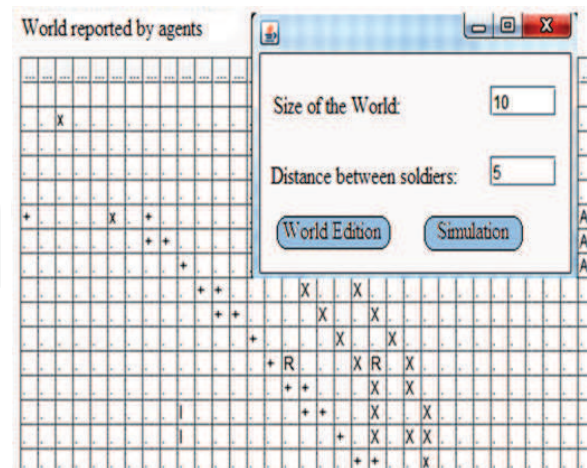 World reported by agents
Size of the World: 10
Distance between soldiers: 5
World Edition Simulation
X
+ X + A
+ + A
+ A
+ + X X
+ + X X
+ X X
+ R X R X
+ + X X
I + + X X
I + X X X
+ + X